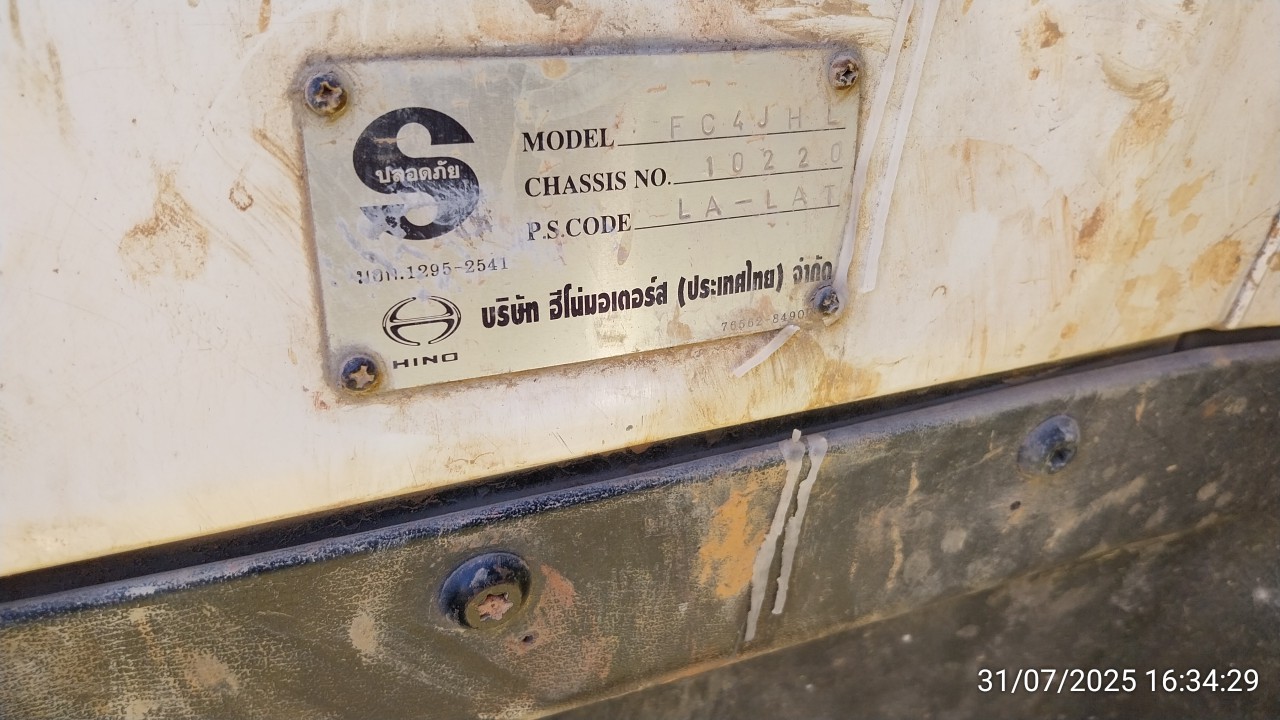 S
ปลอดภัย
MODEL FC4JHL
CHASSIS NO. 10220
P.S.CODE LA-LAT
มอก.1295-2541
HINO
บริษัท ฮีโน่มอเตอร์ส (ประเทศไทย) จำกัด
31/07/2025 16:34:29